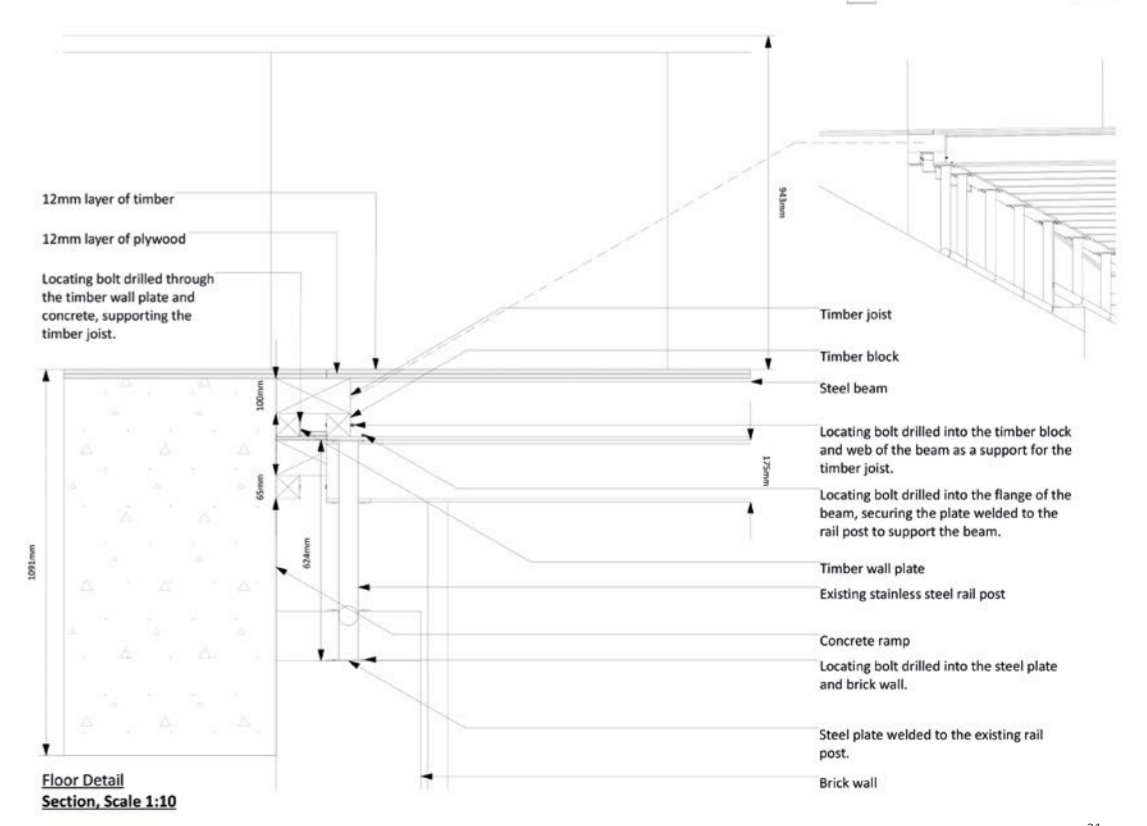 12mm layer of timber
12mm layer of plywood
Locating bolt drilled through
the timber wall plate and
concrete, supporting the
timber joist.
943mm
Timber joist
Timber block
Steel beam
100mm
Locating bolt drilled into the timber block
and web of the beam as a support for the
timber joist.
175mm
65mm
Locating bolt drilled into the flange of the
beam, securing the plate welded to the
rail post to support the beam.
1091mm
624mm
Timber wall plate
Existing stainless steel rail post
Concrete ramp
Locating bolt drilled into the steel plate
and brick wall.
Steel plate welded to the existing rail
post.
Brick wall
Floor Detail
Section, Scale 1:10